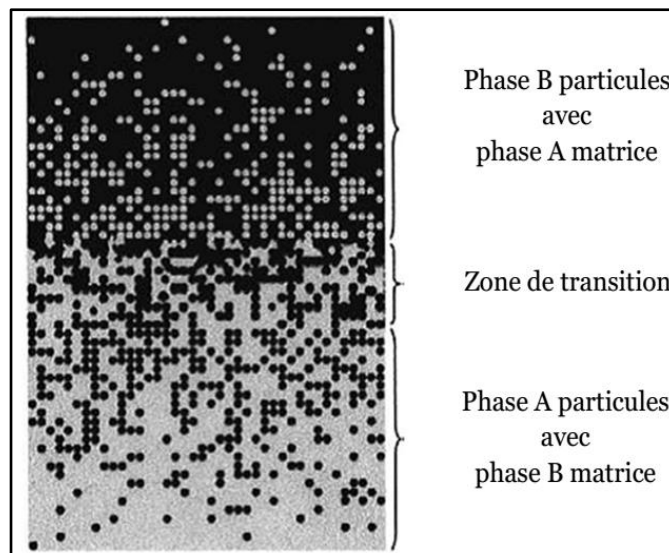 Phase B particules
avec
phase A matrice
Zone de transition
Phase A particules
avec
phase B matrice